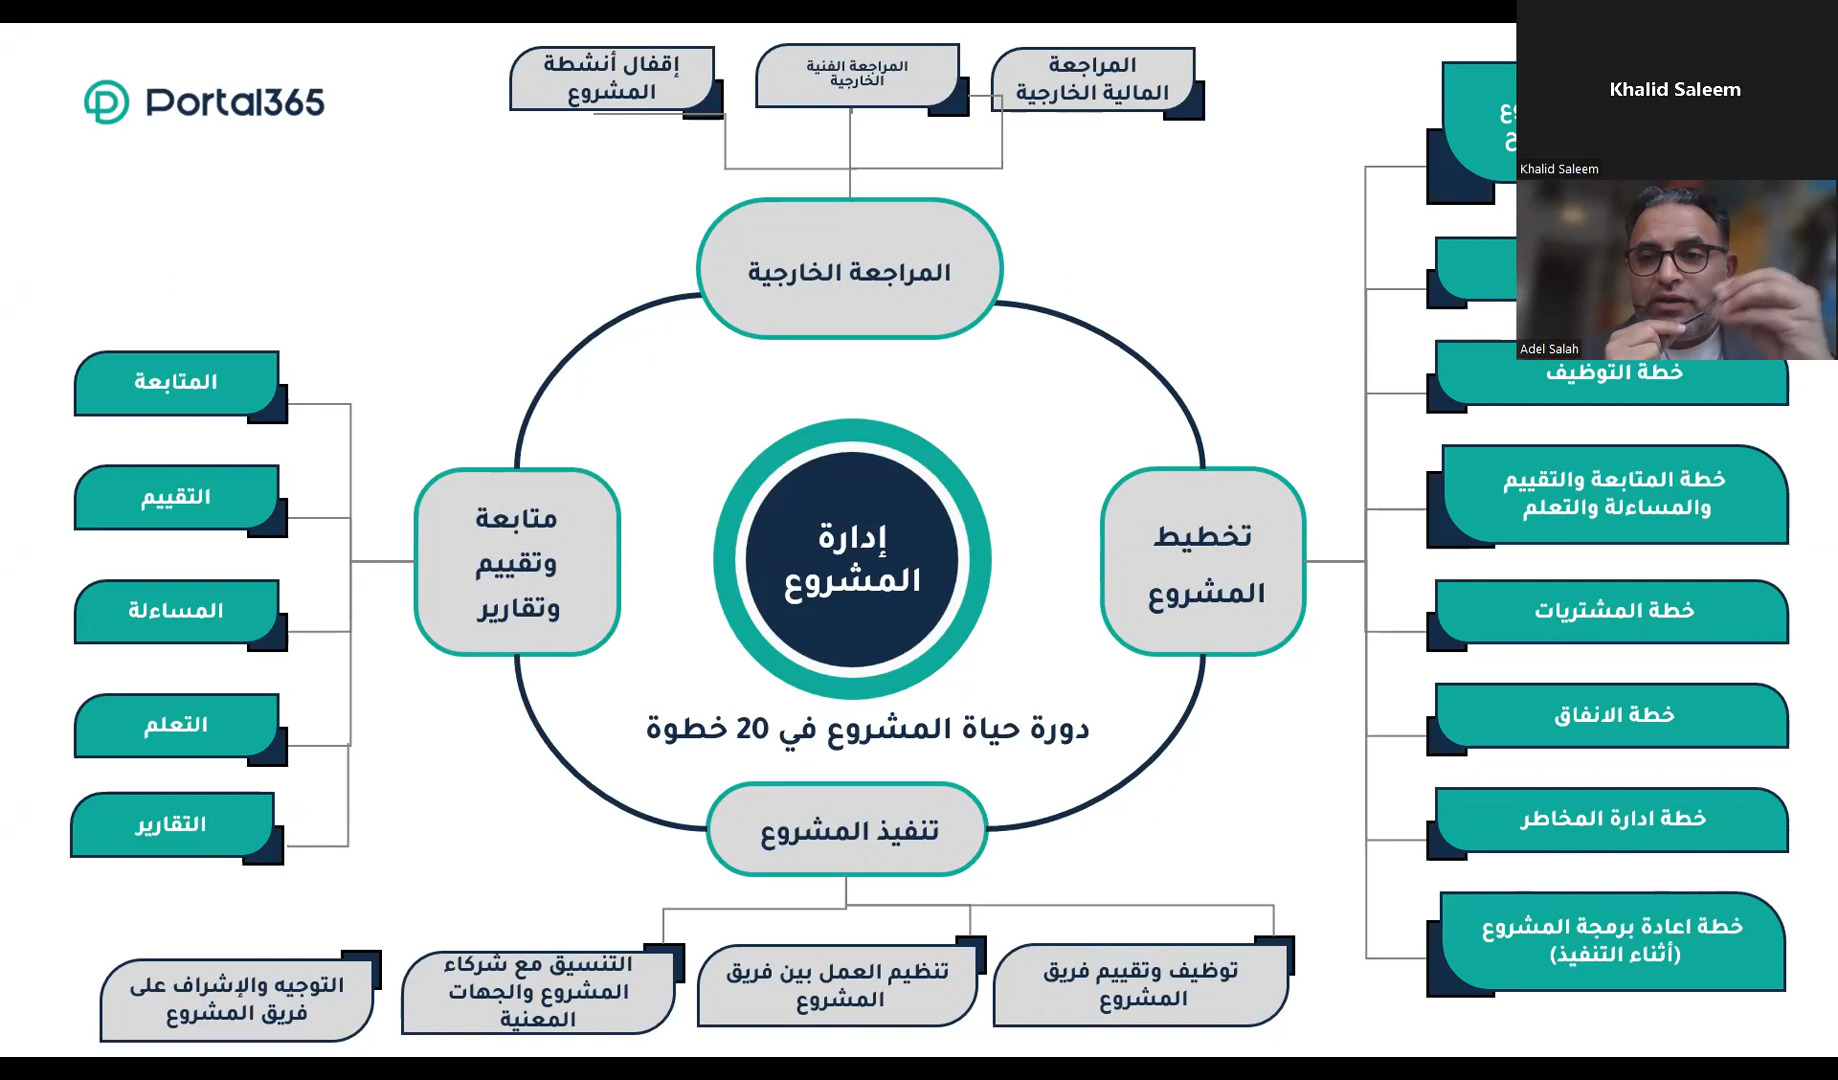 Portal365
إقفال أنشطة
المشروع
المراجعة الفنية
الخارجية
المراجعة
المالية الخارجية
Khalid Saleem
Khalid Saleem
Adel Salah
المراجعة الخارجية
خطة التوظيف
خطة المتابعة والتقييم
والمساءلة والتعلم
خطة المشتريات
خطة الانفاق
خطة ادارة المخاطر
خطة اعادة برمجة المشروع
(أثناء التنفيذ)
تخطيط
المشروع
إدارة
المشروع
دورة حياة المشروع في 20 خطوة
متابعة
وتقييم
وتقارير
المتابعة
التقييم
المساءلة
التعلم
التقارير
تنفيذ المشروع
توظيف وتقييم فريق
المشروع
تنظيم العمل بين فريق
المشروع
التنسيق مع شركاء
المشروع والجهات
المعنية
التوجيه والإشراف على
فريق المشروع